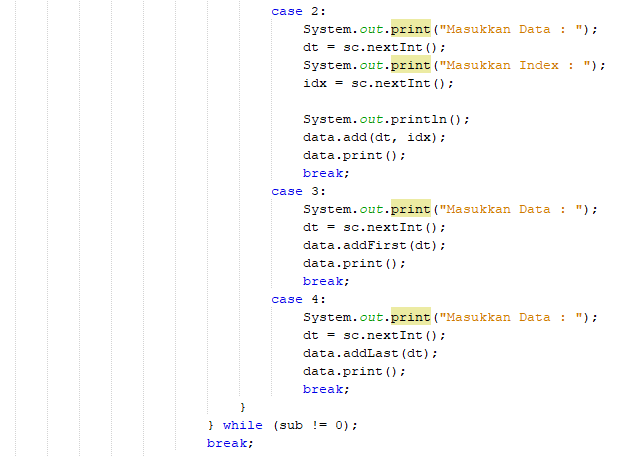 case 2:
System.out.print("Masukkan Data : ");
dt = sc.nextInt();
System.out.print("Masukkan Index : ");
idx = sc.nextInt();
System.out.println();
data.add(dt, idx);
data.print();
break;
case 3:
System.out.print("Masukkan Data : ");
dt = sc.nextInt();
data.addFirst(dt);
data.print();
break;
case 4:
System.out.print("Masukkan Data : ");
dt = sc.nextInt();
data.addLast(dt);
data.print();
break;
}
} while (sub != 0);
break;